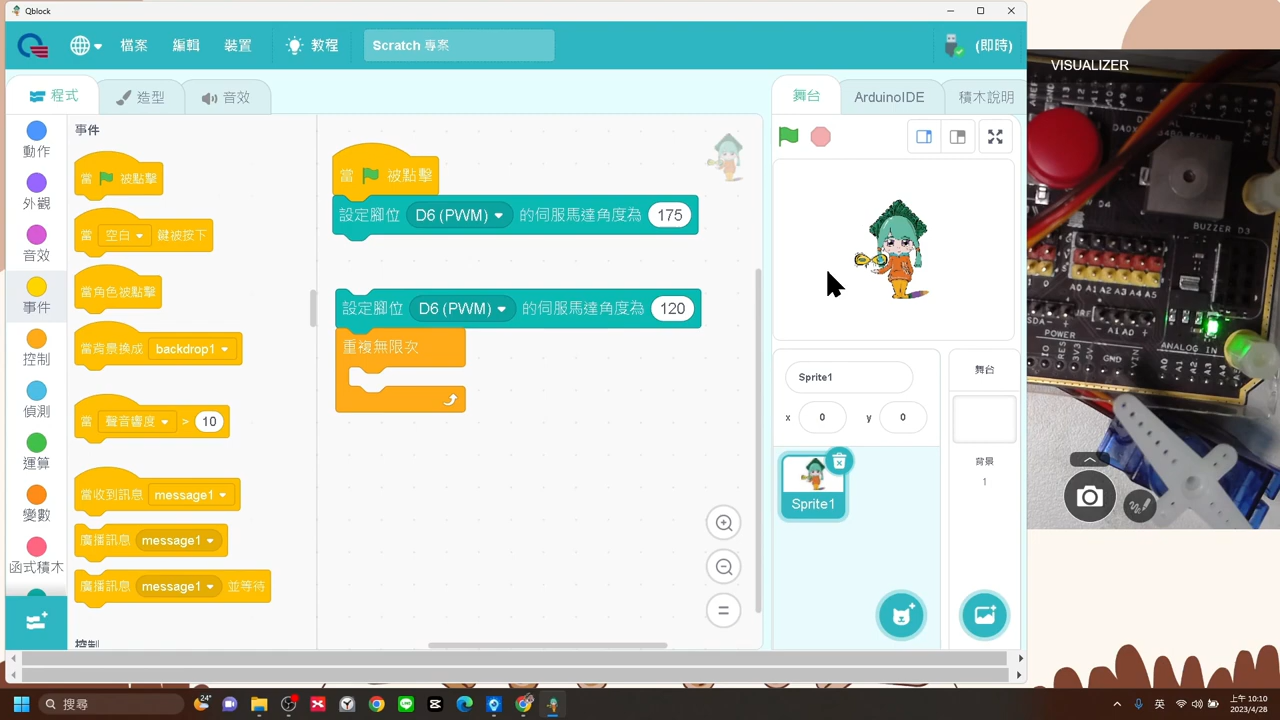 Qblock
檔案
編輯
裝置
教程
Scratch 專案
(即時)
程式
造型
音效
舞台
ArduinoIDE
積木說明
動作
外觀
音效
事件
控制
偵測
運算
變數
函式積木
事件
當 被點擊
當 空白 鍵被按下
當角色被點擊
當背景換成 backdrop1
當 聲音響度 > 10
當收到訊息 message1
廣播訊息 message1
廣播訊息 message1 並等待
控制
當 被點擊
設定腳位 D6 (PWM) 的伺服馬達角度為 175
設定腳位 D6 (PWM) 的伺服馬達角度為 120
重複無限次
Sprite1
x 0 y 0
Sprite1
舞台
背景
1
VISUALIZER
BUZZER D3
A0 A1 A2 A3 A4 A5
ANALOG IN
搜尋
24°
英
上午 10:10
2023/4/28